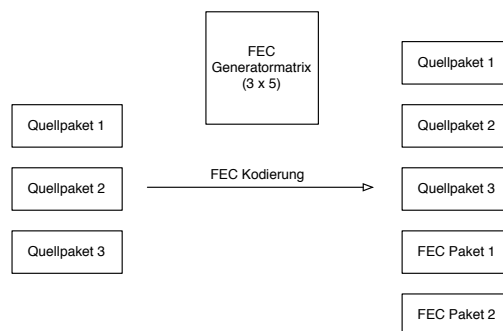 Quellpaket 1
Quellpaket 2
Quellpaket 3
FEC
Generatormatrix
(3 x 5)
FEC Kodierung
Quellpaket 1
Quellpaket 2
Quellpaket 3
FEC Paket 1
FEC Paket 2